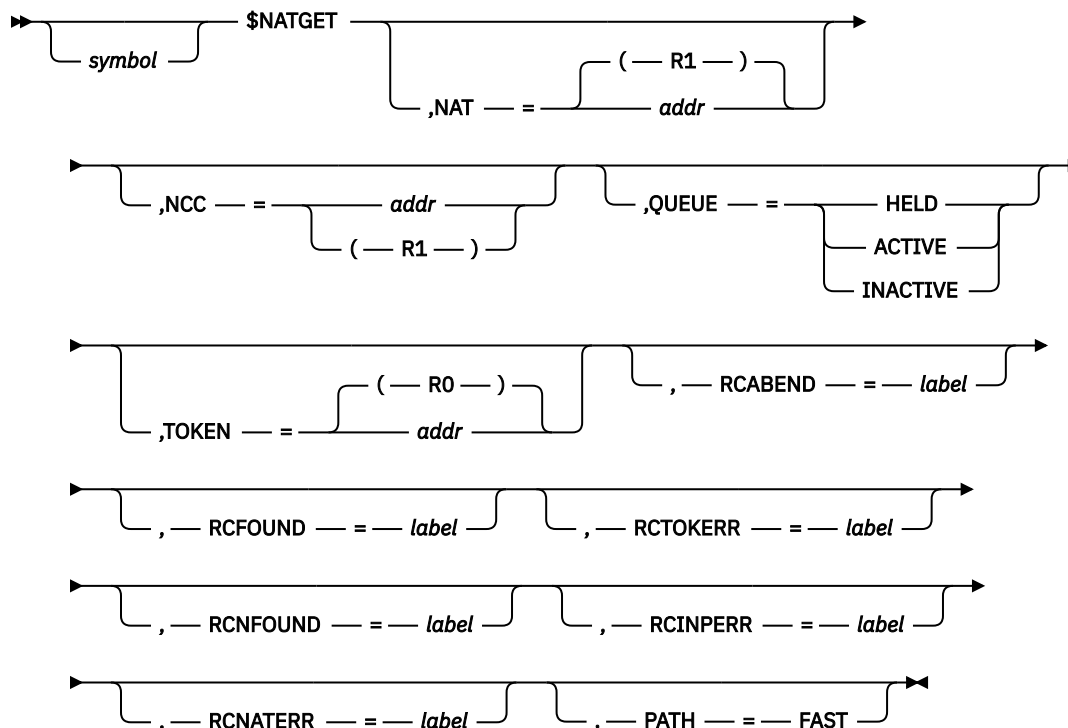 $NATGET
symbol
( — R1 — )
,NAT — = addr
,NCC — = addr ,QUEUE — = HELD
( — R1 — ) ACTIVE
INACTIVE
( — R0 — ) , — RCABEND — = — label
,TOKEN — = addr
, — RCFOUND — = — label , — RCTOKERR — = — label
, — RCNFOUND — = — label , — RCINPERR — = — label
, — RCNATERR — = — label , — PATH — = — FAST